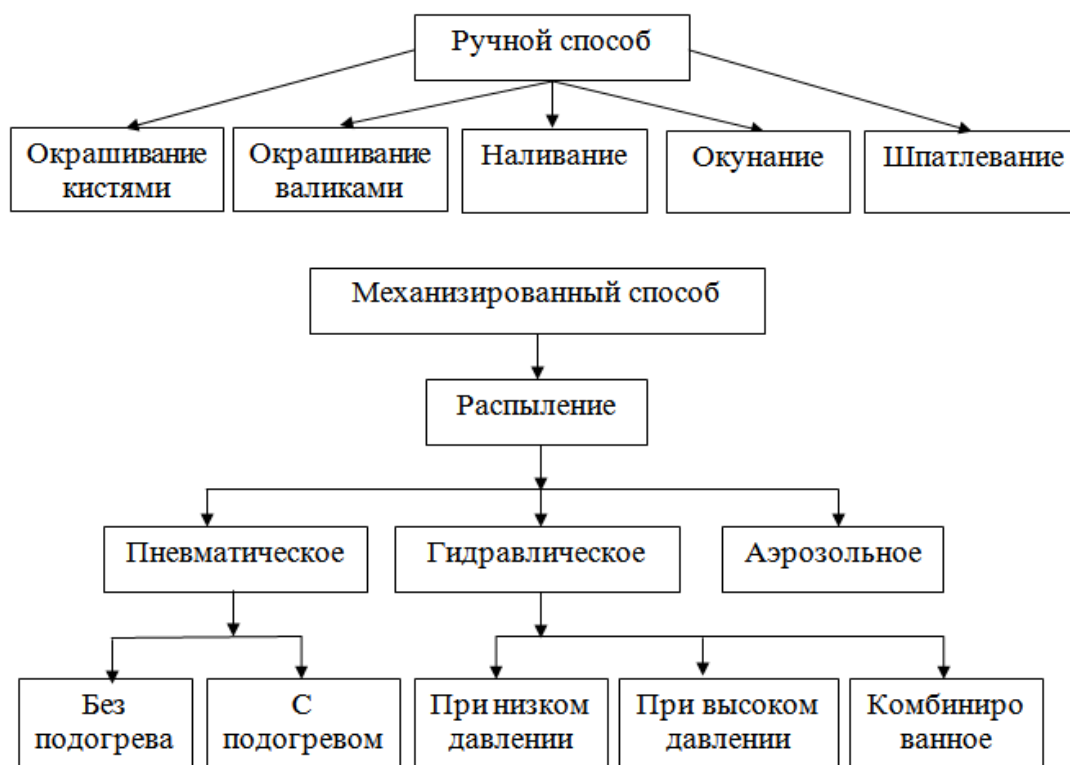 Ручной способ
Окрашивание
кистями
Окрашивание
валиками
Наливание
Окунание
Шпатлевание
Механизированный способ
Распыление
Пневматическое
Гидравлическое
Аэрозольное
Без
подогрева
С
подогревом
При низком
давлении
При высоком
давлении
Комбиниро
ванное